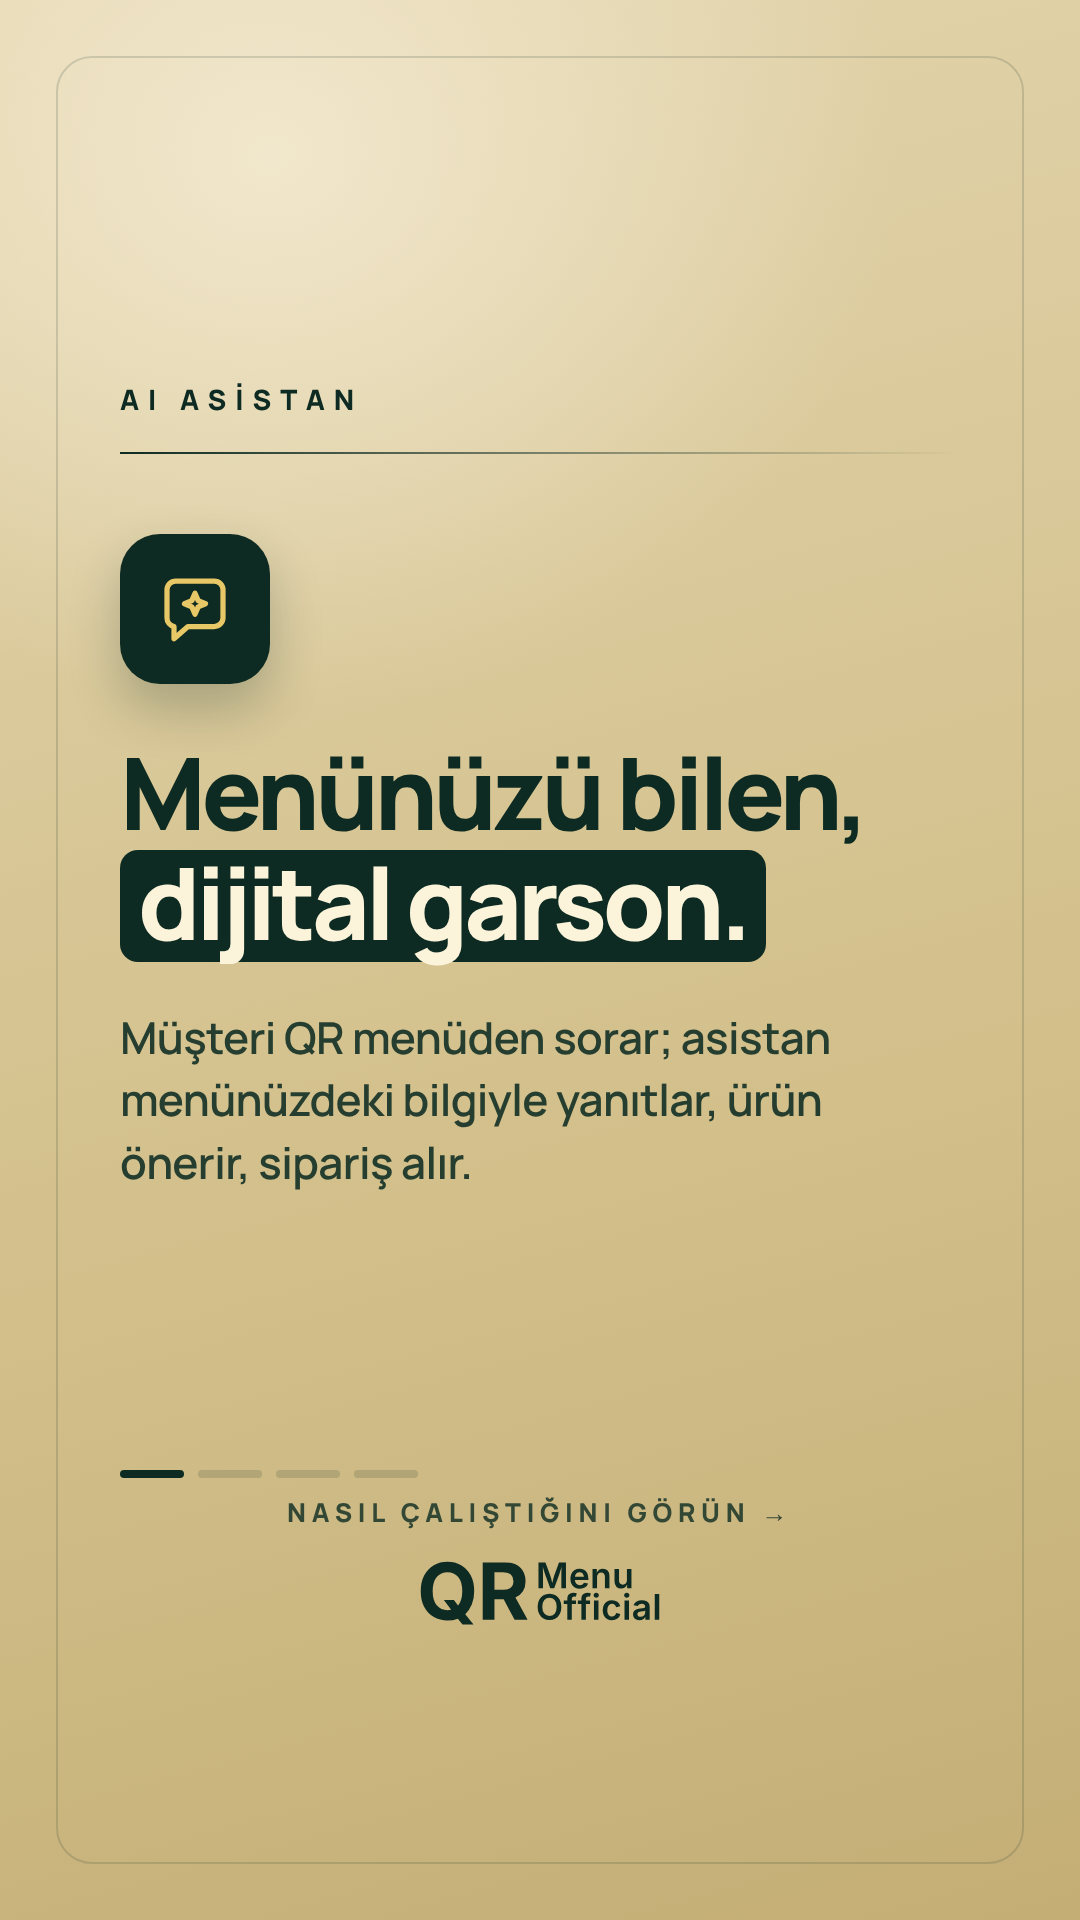 AI ASİSTAN
Menünüzü bilen,
dijital garson.
Müşteri QR menüden sorar; asistan
menünüzdeki bilgiyle yanıtlar, ürün
önerir, sipariş alır.
NASIL ÇALIŞTIĞINI GÖRÜN →
QR Menu
Official